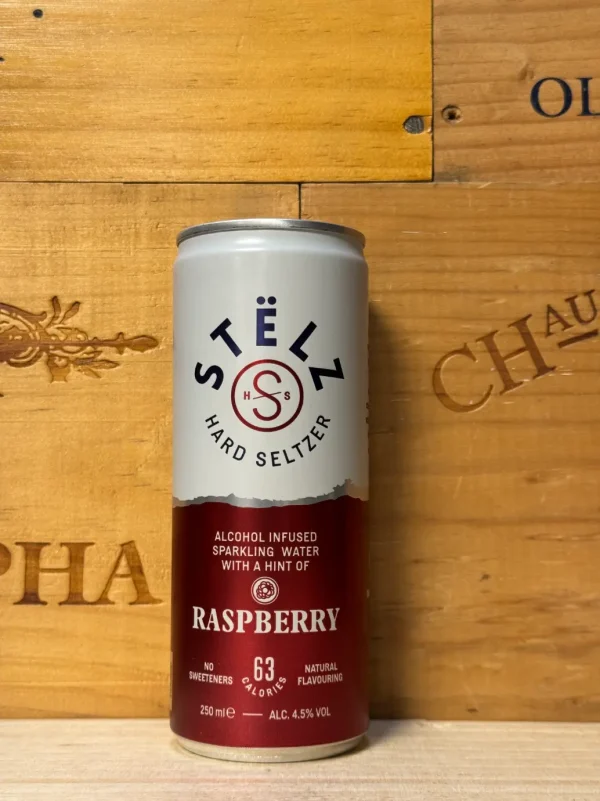 OL
CHAU
PHA
STËLZ
H S S
HARD SELTZER
ALCOHOL INFUSED
SPARKLING WATER
WITH A HINT OF
RASPBERRY
NO
SWEETENERS
63
CALORIES
NATURAL
FLAVOURING
250 ml℮ — ALC. 4.5% VOL